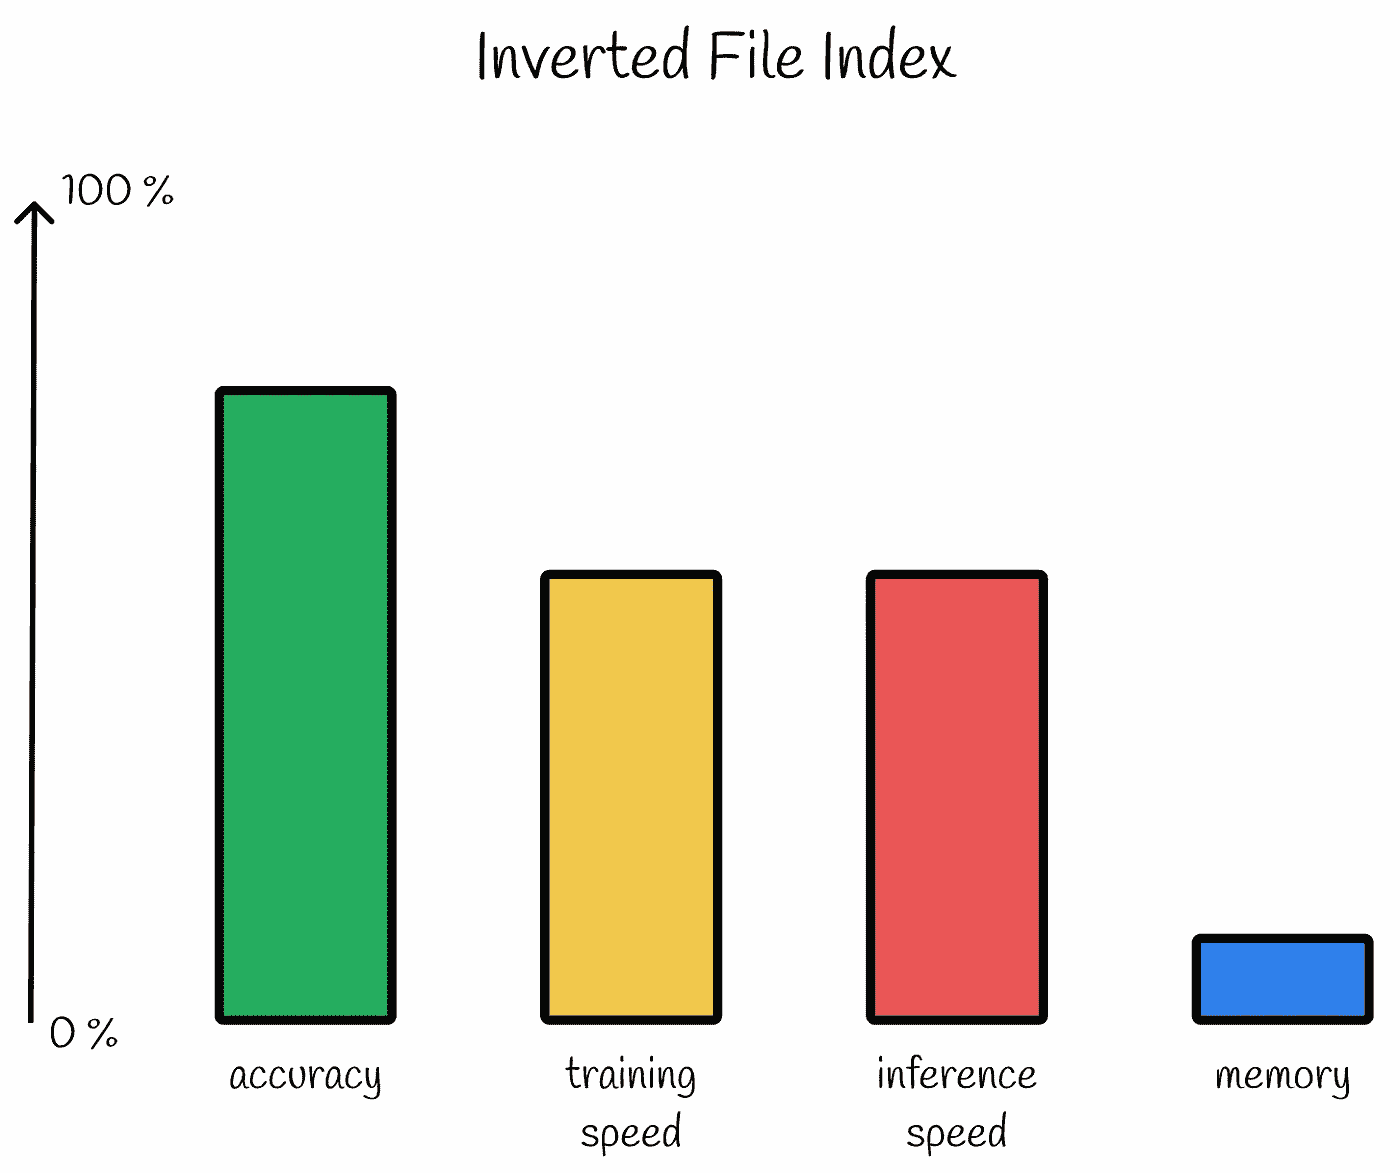 Inverted File Index
100 %
0 %
accuracy
training
speed
inference
speed
memory